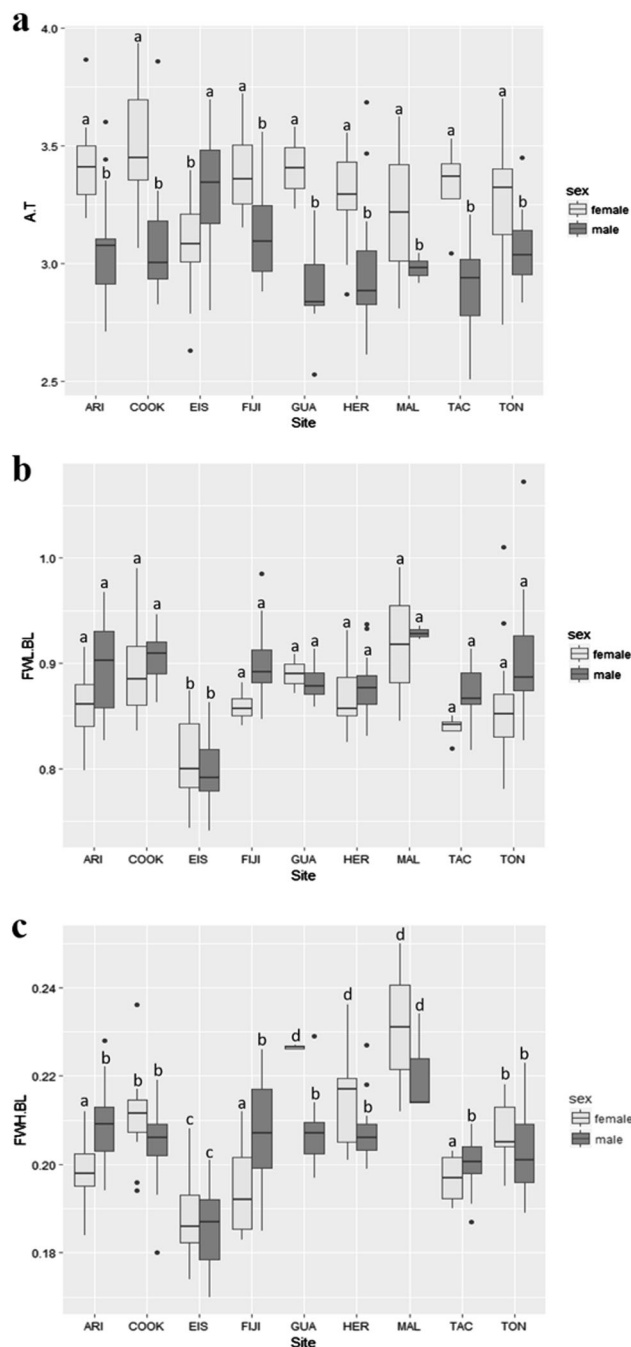 a
4.0
3.5
3.0
2.5
A.T
a b a b b a a b a b a b a b a b a b
ARI COOK EIS FIJI GUA HER MAL TAC TON
Site
sex
female
male
b
1.0
0.9
0.8
FWL.BL
a a a a b b a a a a a a a a a a a a
ARI COOK EIS FIJI GUA HER MAL TAC TON
Site
sex
female
male
c
0.24
0.22
0.20
0.18
FWH.BL
a b b b c c a b d b d b d d a b b b
ARI COOK EIS FIJI GUA HER MAL TAC TON
Site
sex
female
male